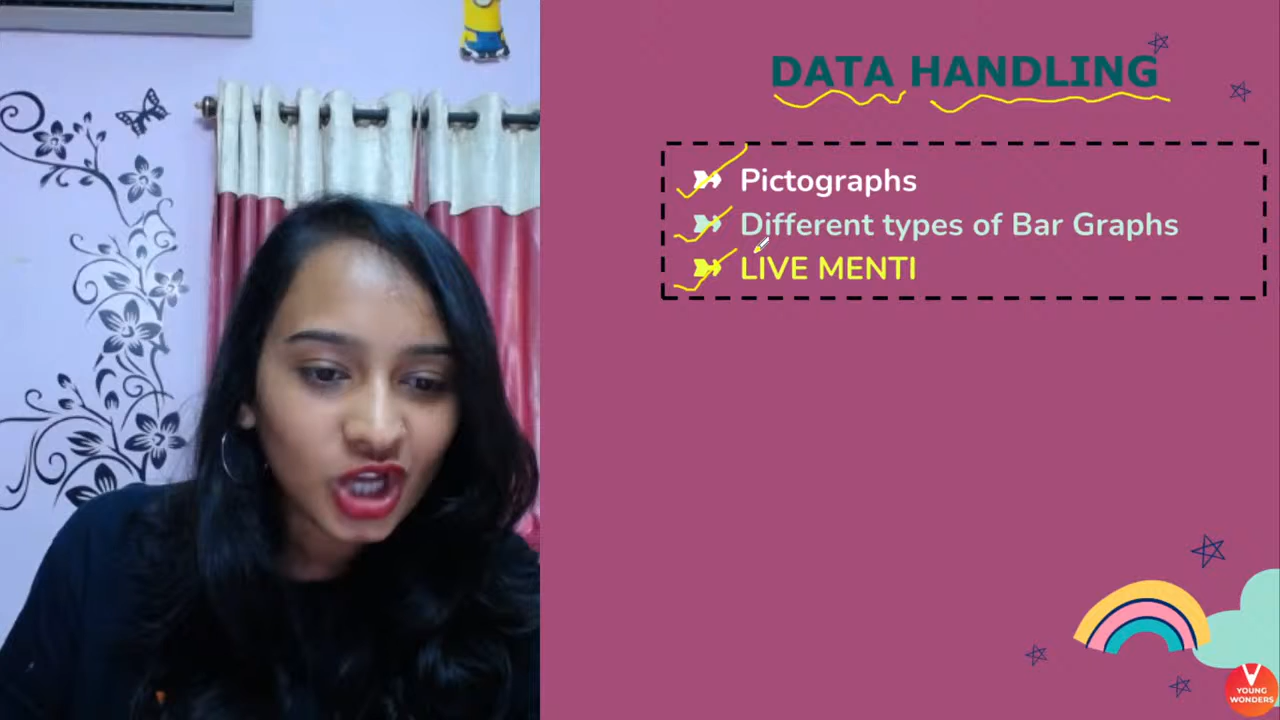 DATA HANDLING
Pictographs
Different types of Bar Graphs
LIVE MENTI
YOUNG
WONDERS